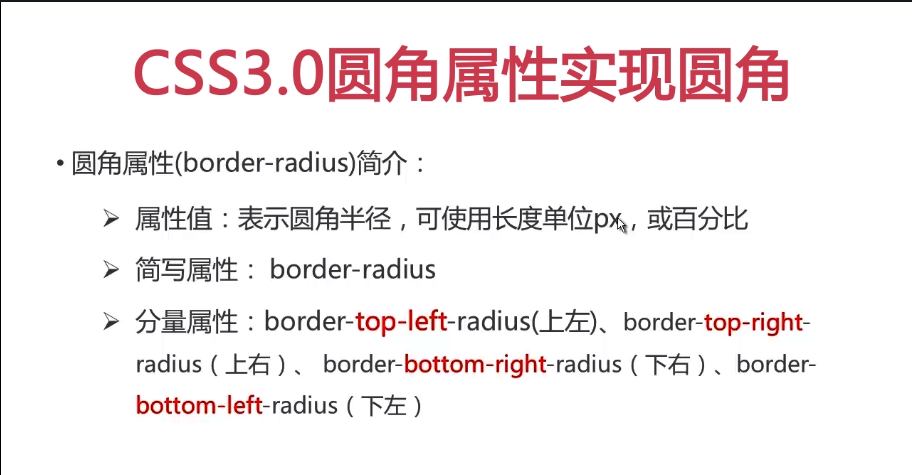 CSS3.0圆角属性实现圆角
• 圆角属性(border-radius)简介：
➢ 属性值：表示圆角半径，可使用长度单位px，或百分比
➢ 简写属性： border-radius
➢ 分量属性：border-top-left-radius(上左)、border-top-right-
radius（上右）、 border-bottom-right-radius（下右）、border-
bottom-left-radius（下左）